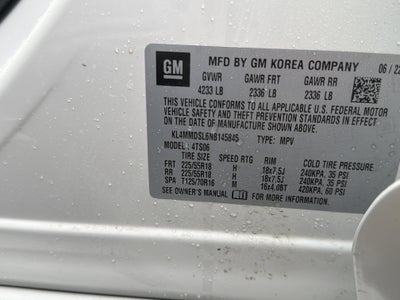 GM
MFD BY GM KOREA COMPANY 06/22
GVWR GAWR FRT GAWR RR
4233 LB 2336 LB 2336 LB
THIS VEHICLE CONFORMS TO ALL APPLICABLE U.S. FEDERAL MOTOR
VEHICLE SAFETY, BUMPER, AND THEFT PREVENTION STANDARDS IN EFFECT ON
THE DATE OF MANUFACTURE SHOWN ABOVE.
KL4MMDSL6NB145845 TYPE: MPV
MODEL: 4TS06
TIRE SIZE SPEED RTG RIM COLD TIRE PRESSURE
FRT 225/55R18 H 18x7.5J 240KPA, 35 PSI
RR 225/55R18 H 18x7.5J 240KPA, 35 PSI
SPA T125/70R16 M 16x4.0BT 420KPA, 60 PSI
SEE OWNER'S MANUAL FOR MORE INFORMATION.